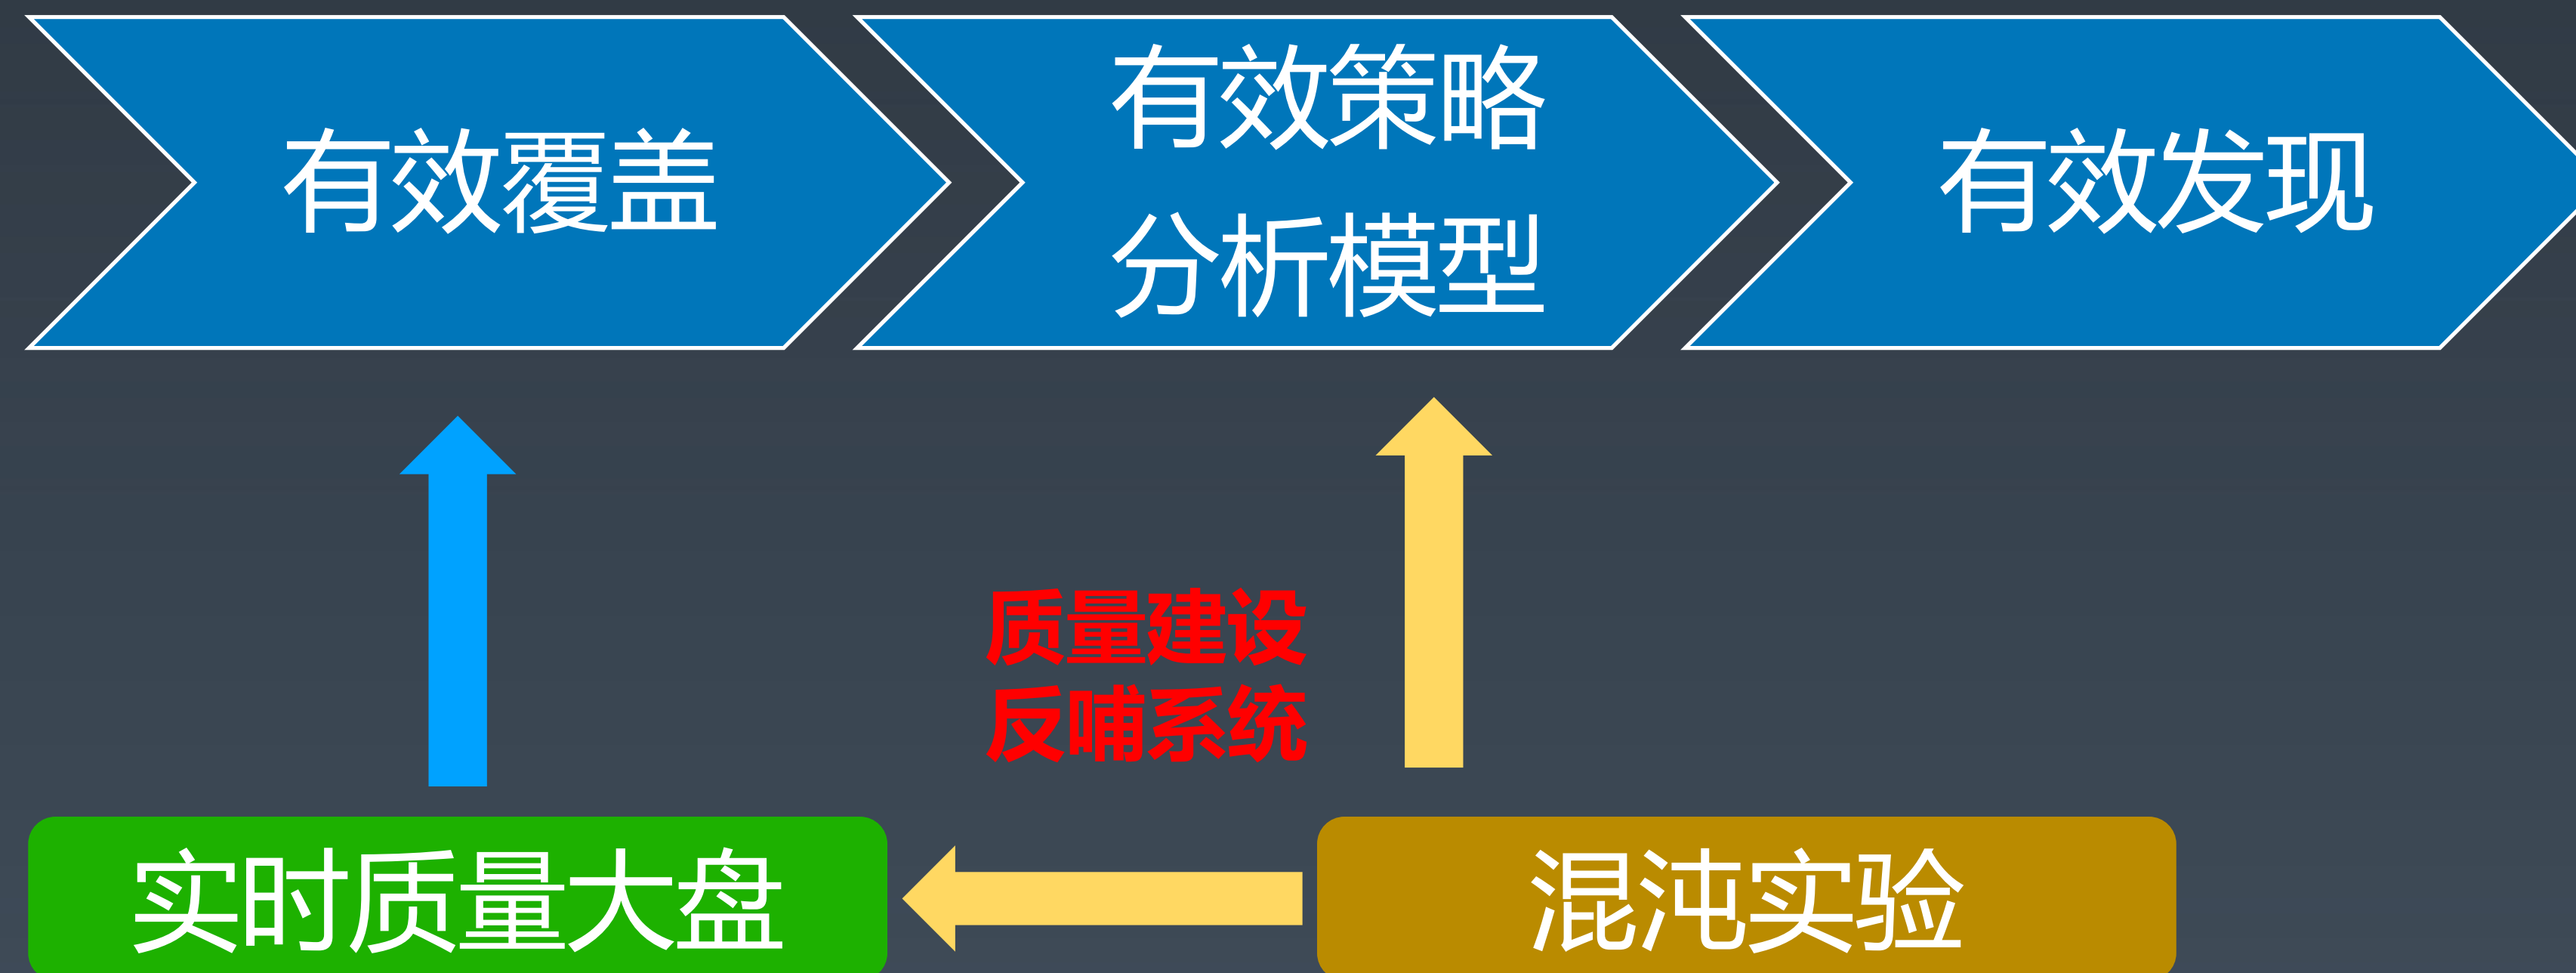 有效覆盖
有效策略
分析模型
有效发现
质量建设
反哺系统
实时质量大盘
混沌实验